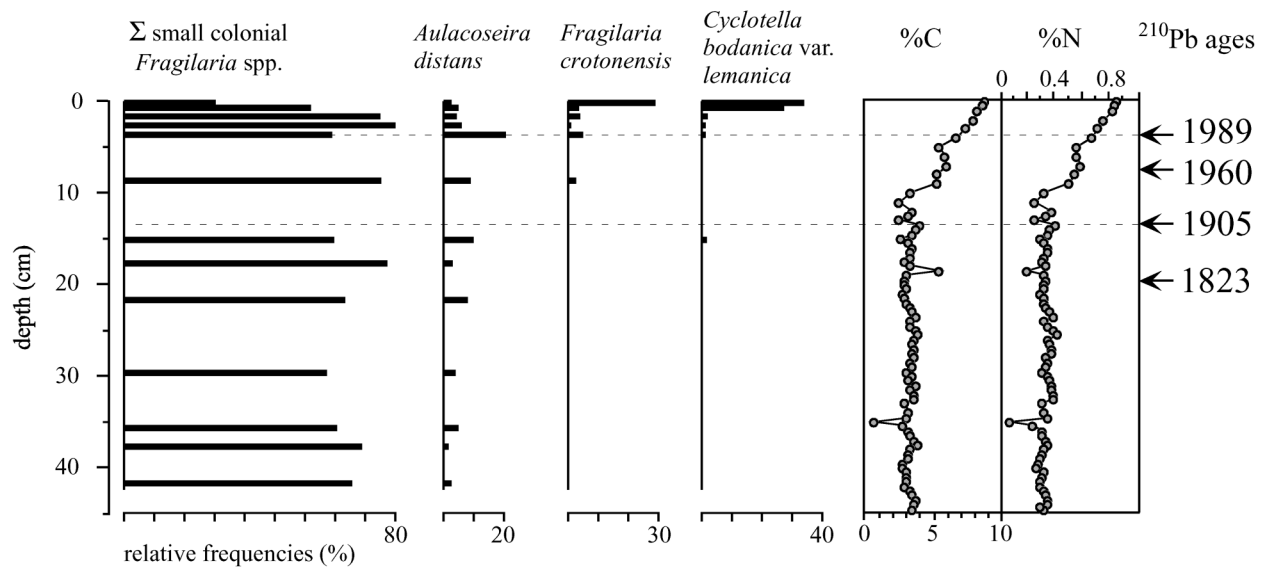 Σ small colonial
Fragilaria spp.
Aulacoseira
distans
Fragilaria
crotonensis
Cyclotella
bodanica var.
lemanica
%C
%N
²¹⁰Pb ages
0 0.4 0.8
0
10
20
30
40
depth (cm)
1989
1960
1905
1823
80
20
30
40
0 5 10
relative frequencies (%)